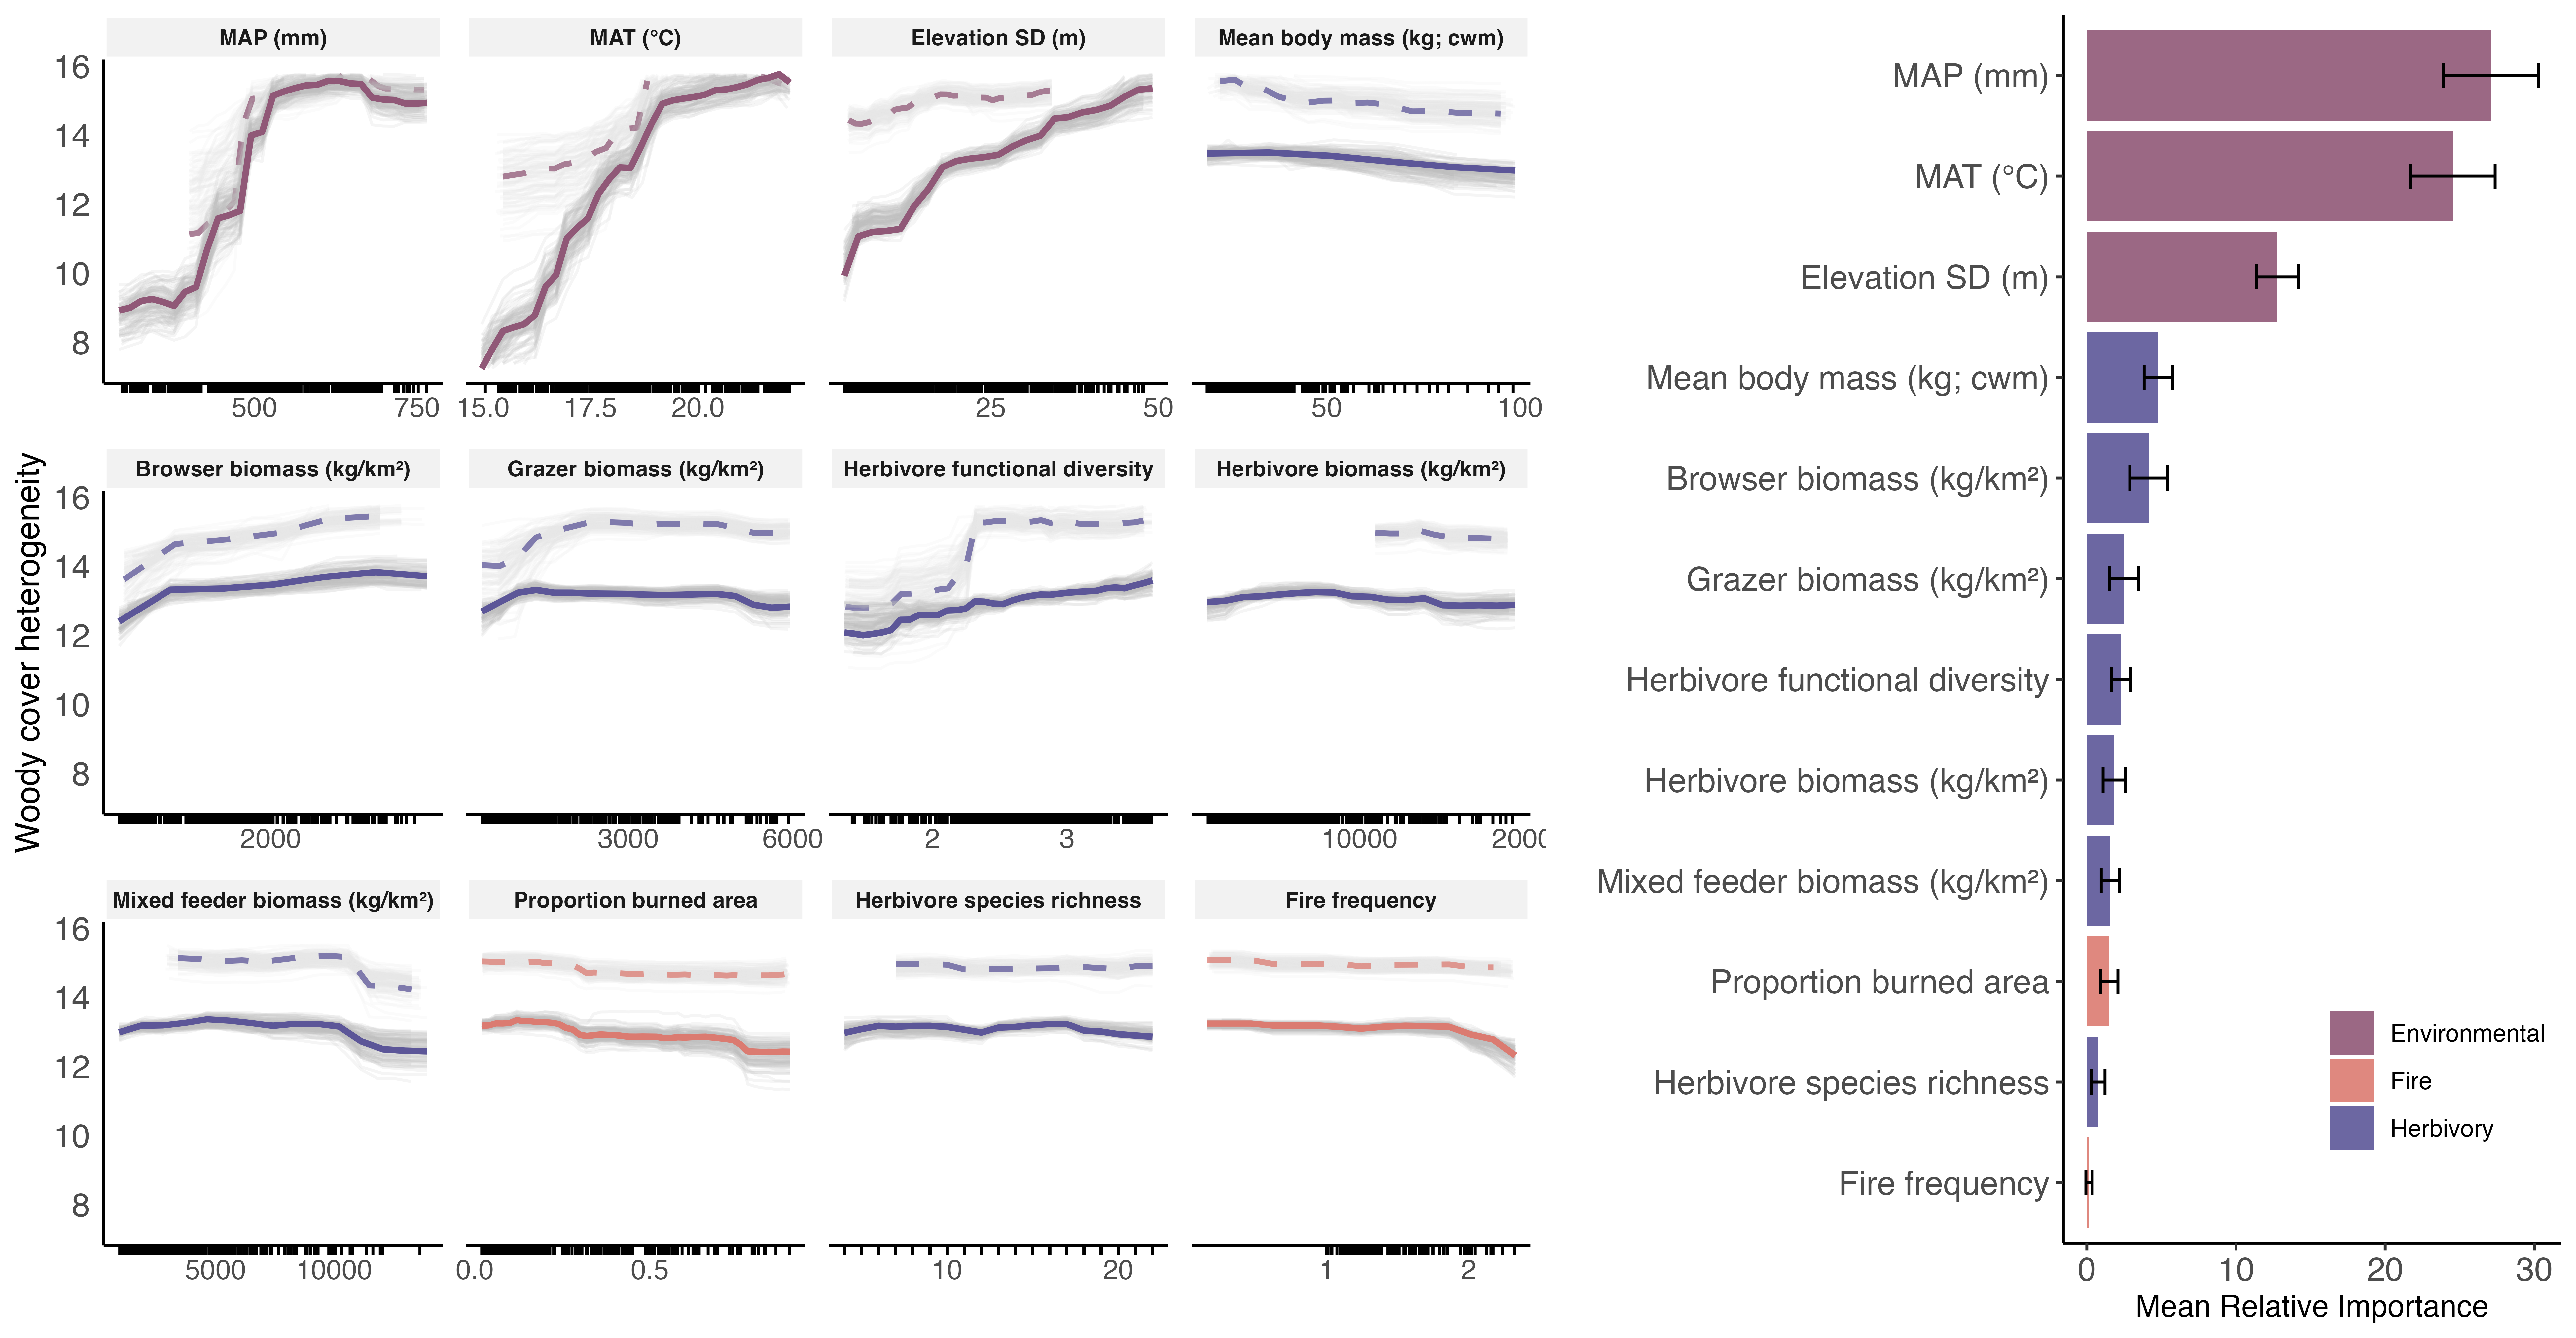 MAP (mm) MAT (°C) Elevation SD (m) Mean body mass (kg; cwm)
16
14
12
10
8
500 750 15.0 17.5 20.0 25 50 50 100
Woody cover heterogeneity
Browser biomass (kg/km²) Grazer biomass (kg/km²) Herbivore functional diversity Herbivore biomass (kg/km²)
16
14
12
10
8
2000 3000 6000 2 3 10000 2000
Mixed feeder biomass (kg/km²) Proportion burned area Herbivore species richness Fire frequency
16
14
12
10
8
5000 10000 0.0 0.5 10 20 1 2
MAP (mm)
MAT (°C)
Elevation SD (m)
Mean body mass (kg; cwm)
Browser biomass (kg/km²)
Grazer biomass (kg/km²)
Herbivore functional diversity
Herbivore biomass (kg/km²)
Mixed feeder biomass (kg/km²)
Proportion burned area
Herbivore species richness
Fire frequency
Environmental
Fire
Herbivory
0 10 20 30
Mean Relative Importance